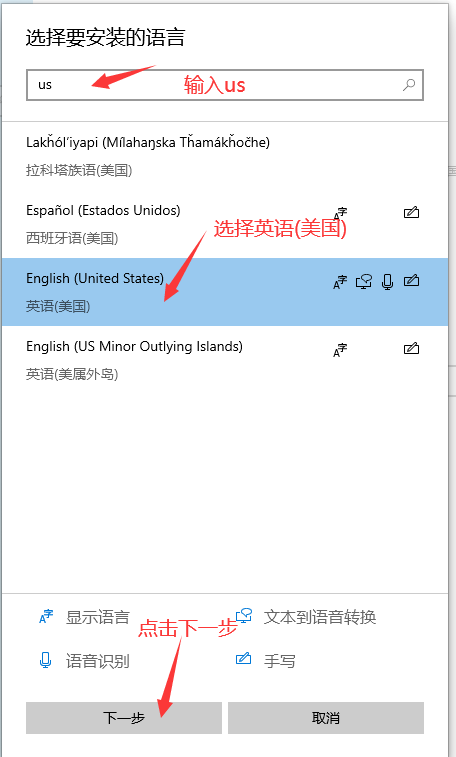 选择要安装的语言
us
输入us
Lakȟólʼiyapi (Mílahaŋska Tȟamákȟočhe)
拉科塔族语(美国)
Español (Estados Unidos)
西班牙语(美国)
选择英语(美国)
English (United States)
英语(美国)
English (US Minor Outlying Islands)
英语(美属外岛)
显示语言
文本到语音转换
点击下一步
语音识别
手写
下一步
取消